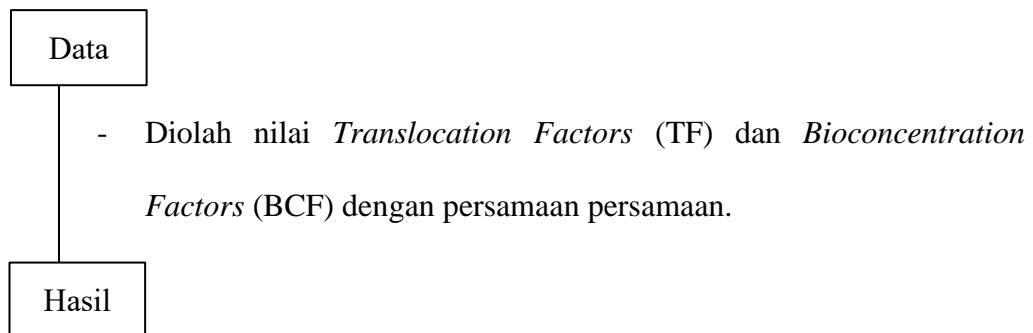 Data
- Diolah nilai Translocation Factors (TF) dan Bioconcentration
Factors (BCF) dengan persamaan persamaan.
Hasil